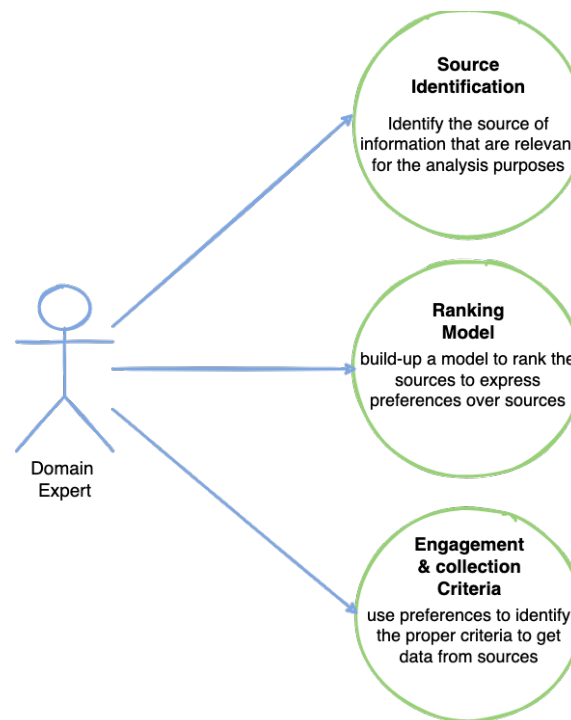 Source
Identification
Identify the source of
information that are relevan
for the analysis purposes
Ranking
Model
build-up a model to rank the
sources to express
preferences over sources
Domain
Expert
Engagement
& collection
Criteria
use preferences to identify
the proper criteria to get
data from sources